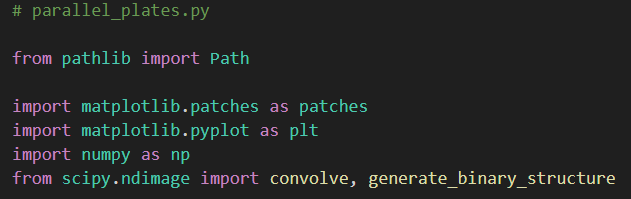 # parallel_plates.py
from pathlib import Path
import matplotlib.patches as patches
import matplotlib.pyplot as plt
import numpy as np
from scipy.ndimage import convolve, generate_binary_structure